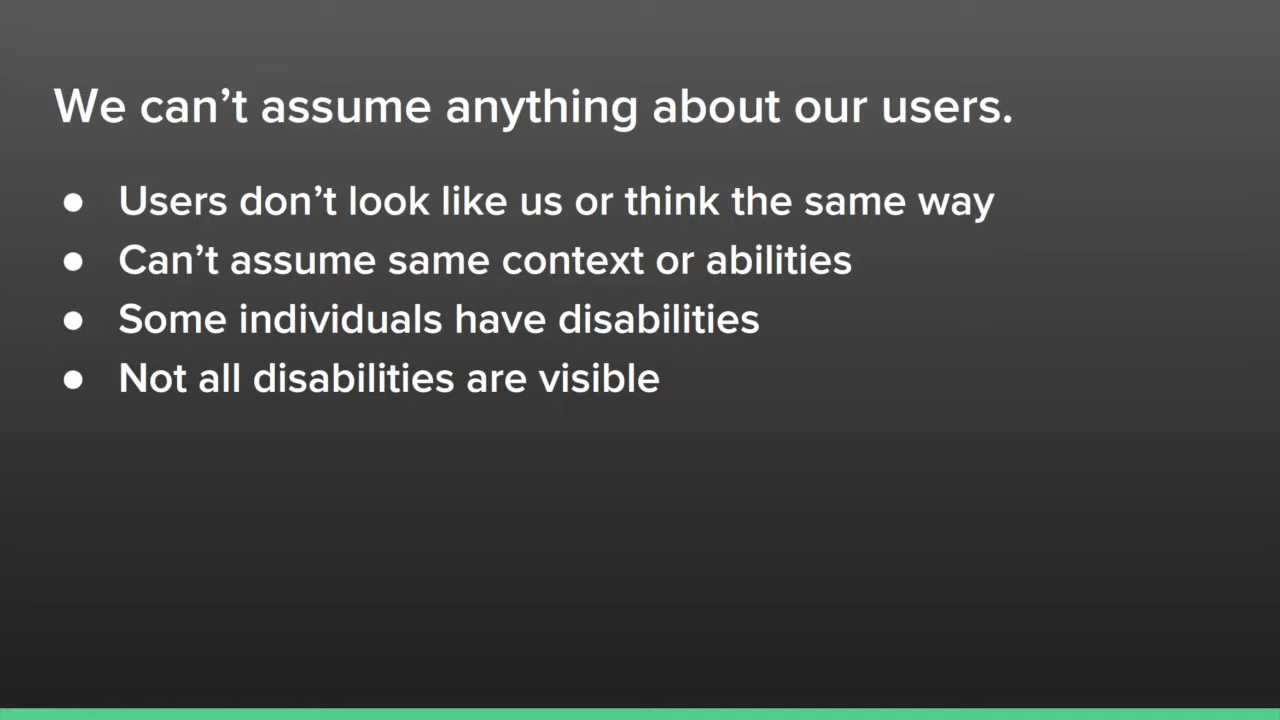 We can’t assume anything about our users.
● Users don’t look like us or think the same way
● Can’t assume same context or abilities
● Some individuals have disabilities
● Not all disabilities are visible